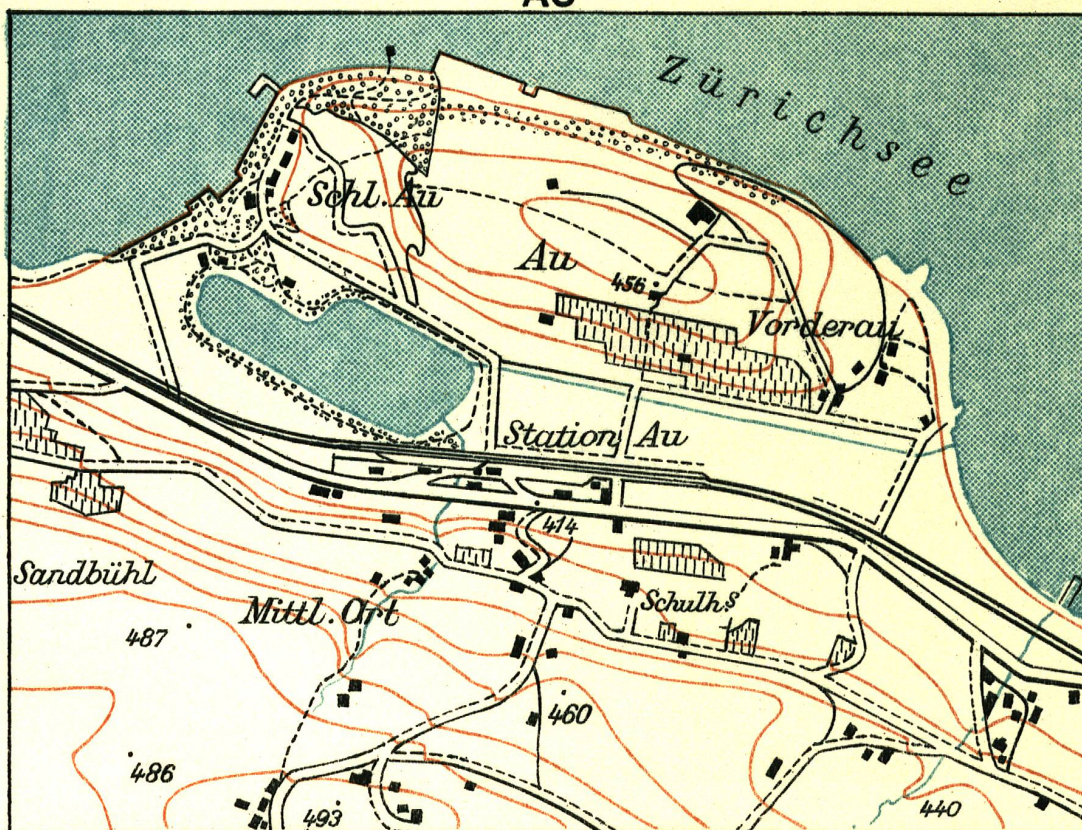 Zürichsee
Schl. Au
Au
456
Vorderau
Station Au
414
Sandbühl
Mittl. Ort
Schulhs
487
460
486
493
440